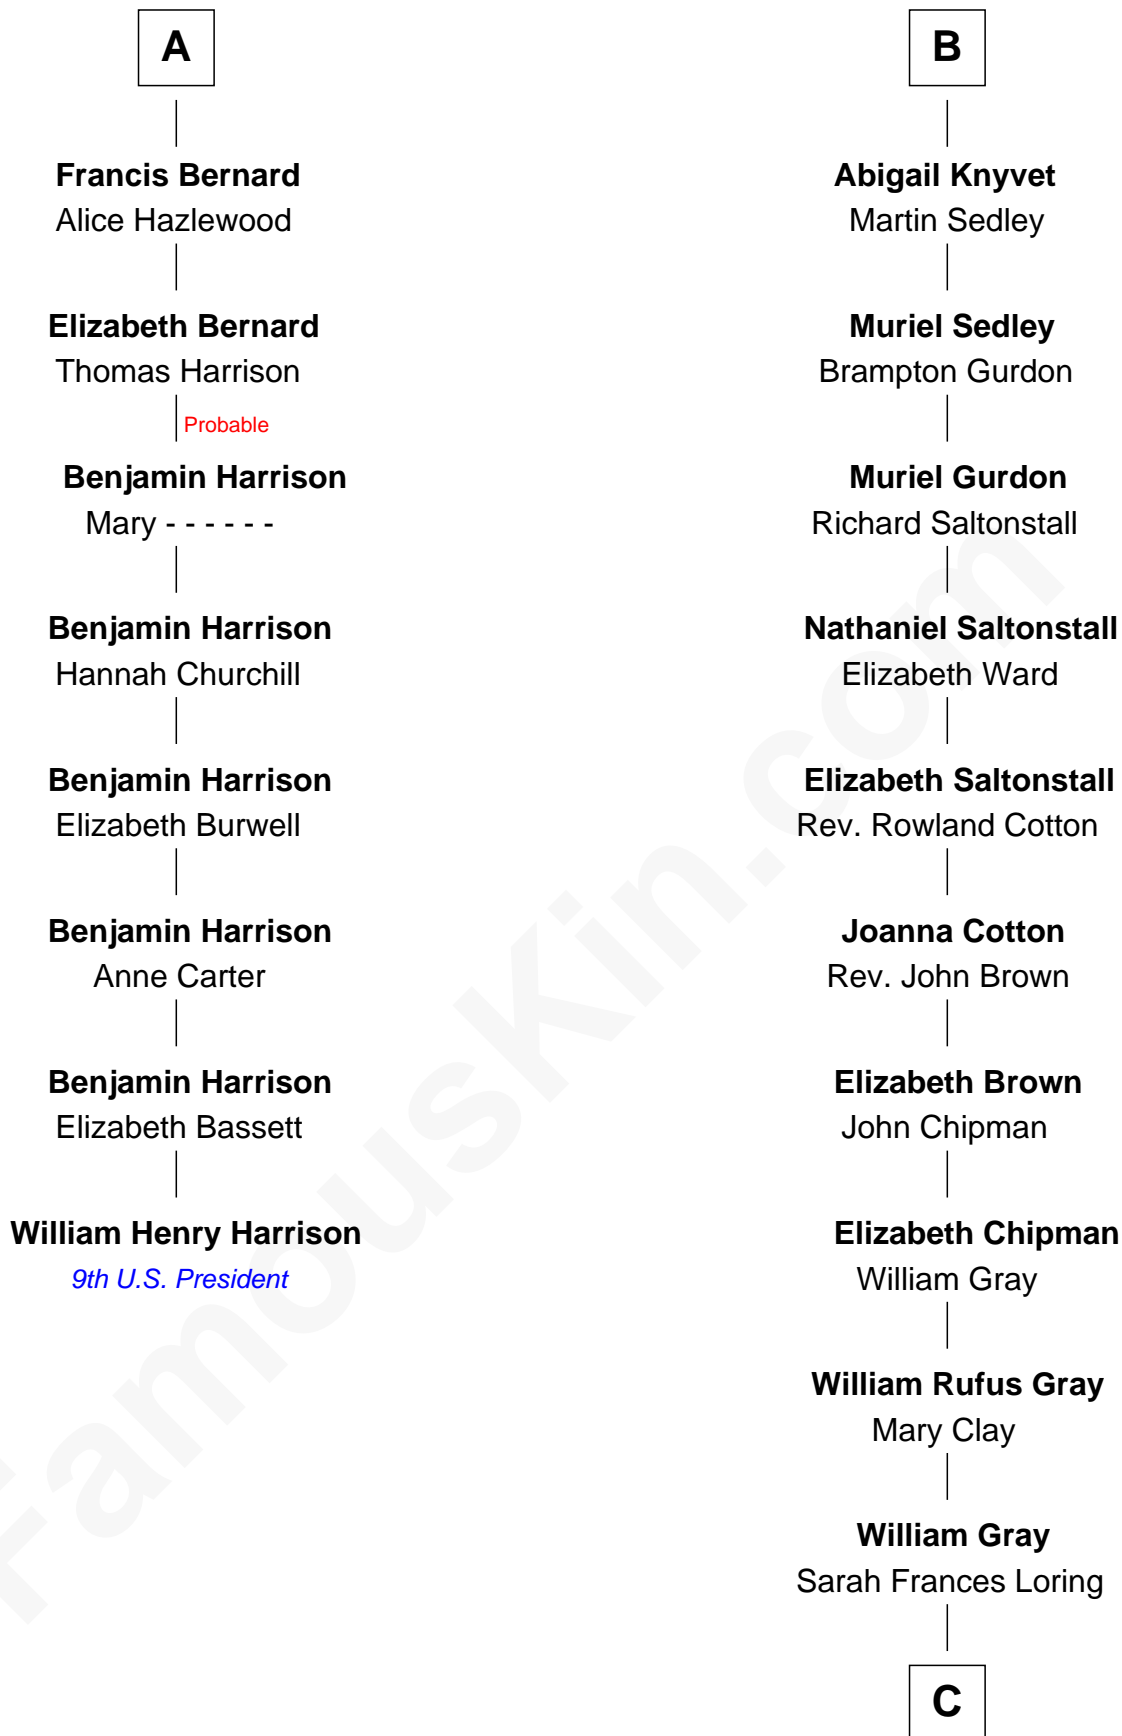 A
Francis Bernard
Alice Hazlewood
Elizabeth Bernard
Thomas Harrison
Probable
Benjamin Harrison
Mary - - - - - -
Benjamin Harrison
Hannah Churchill
Benjamin Harrison
Elizabeth Burwell
Benjamin Harrison
Anne Carter
Benjamin Harrison
Elizabeth Bassett
William Henry Harrison
9th U.S. President
B
Abigail Knyvet
Martin Sedley
Muriel Sedley
Brampton Gurdon
Muriel Gurdon
Richard Saltonstall
Nathaniel Saltonstall
Elizabeth Ward
Elizabeth Saltonstall
Rev. Rowland Cotton
Joanna Cotton
Rev. John Brown
Elizabeth Brown
John Chipman
Elizabeth Chipman
William Gray
William Rufus Gray
Mary Clay
William Gray
Sarah Frances Loring
C
FamousKin.com